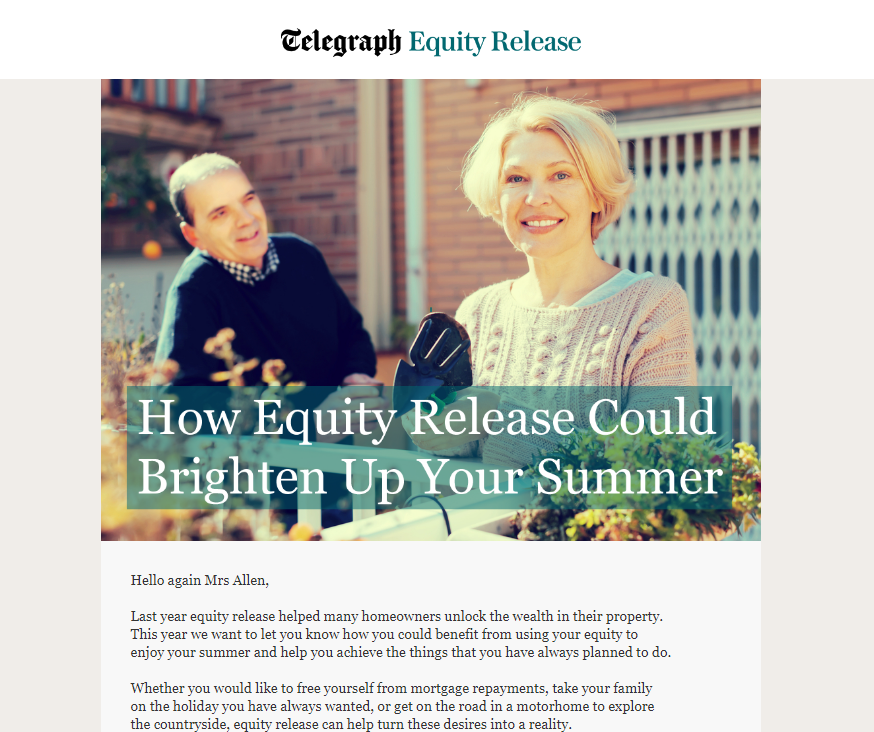 Telegraph Equity Release
How Equity Release Could
Brighten Up Your Summer
Hello again Mrs Allen,
Last year equity release helped many homeowners unlock the wealth in their property.
This year we want to let you know how you could benefit from using your equity to
enjoy your summer and help you achieve the things that you have always planned to do.
Whether you would like to free yourself from mortgage repayments, take your family
on the holiday you have always wanted, or get on the road in a motorhome to explore
the countryside, equity release can help turn these desires into a reality.